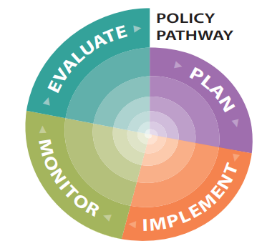 POLICY
PATHWAY
PLAN
IMPLEMENT
MONITOR
EVALUATE